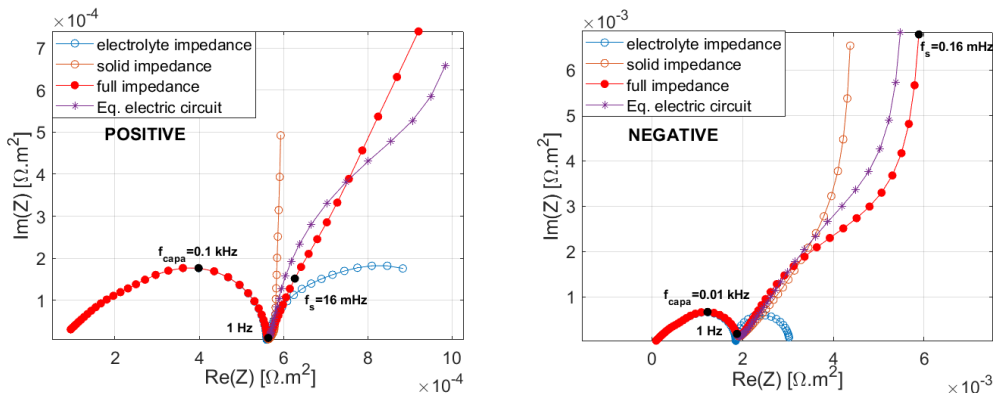 ×10⁻⁴
electrolyte impedance
solid impedance
full impedance
Eq. electric circuit
POSITIVE
7
6
5
4
3
2
1
Im(Z) [Ω.m²]
f_capa=0.1 kHz
1 Hz
f_s=16 mHz
2
4
6
8
10
Re(Z) [Ω.m²]
×10⁻⁴
×10⁻³
electrolyte impedance
solid impedance
full impedance
Eq. electric circuit
NEGATIVE
6
5
4
3
2
1
Im(Z) [Ω.m²]
f_s=0.16 mHz
f_capa=0.01 kHz
1 Hz
0
2
4
6
Re(Z) [Ω.m²]
×10⁻³